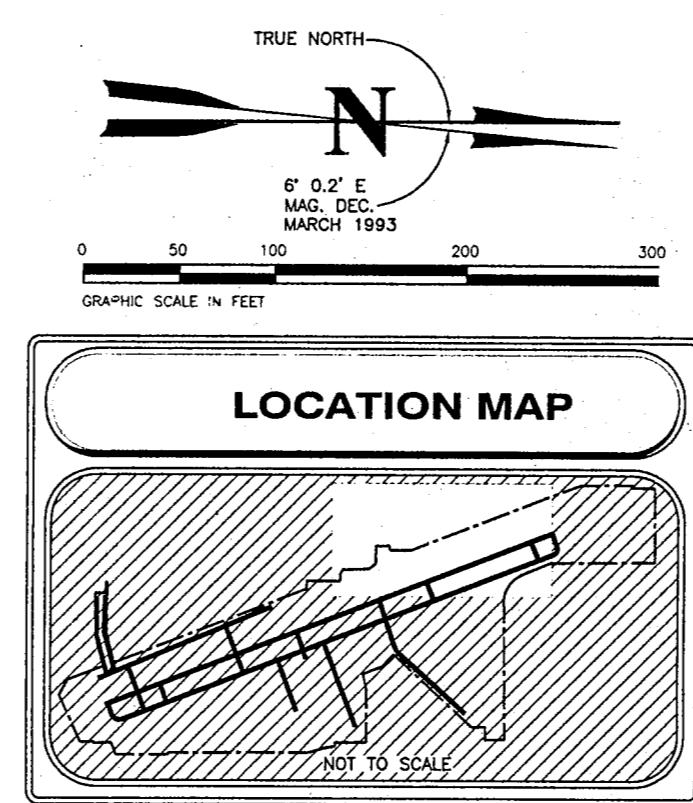 TRUE NORTH
N
6° 0.2' E
MAG. DEC.
MARCH 1993
0 50 100 200 300
GRAPHIC SCALE IN FEET
LOCATION MAP
NOT TO SCALE